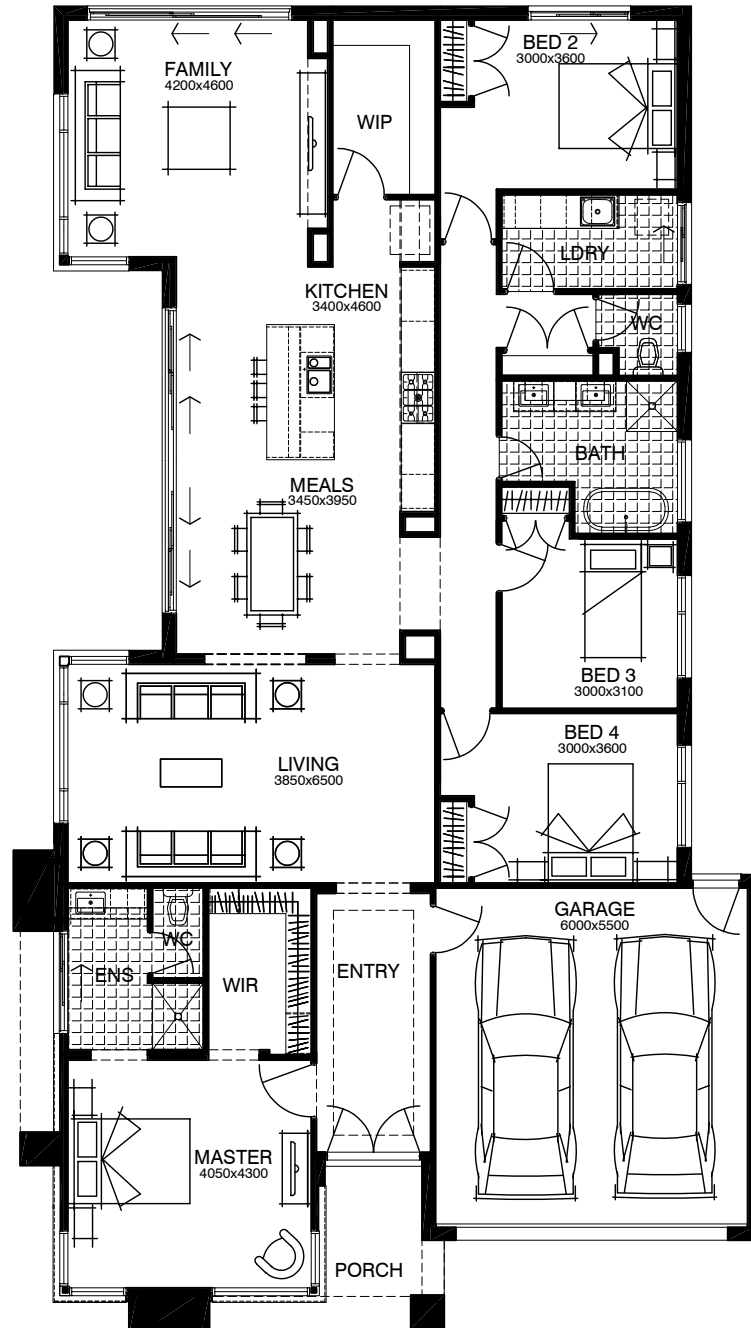 FAMILY
4200x4600
WIP
BED 2
3000x3600
LDRY
KITCHEN
3400x4600
WC
BATH
MEALS
3450x3950
BED 3
3000x3100
BED 4
3000x3600
LIVING
3850x6500
GARAGE
6000x5500
WC
ENS
WIR
ENTRY
MASTER
4050x4300
PORCH